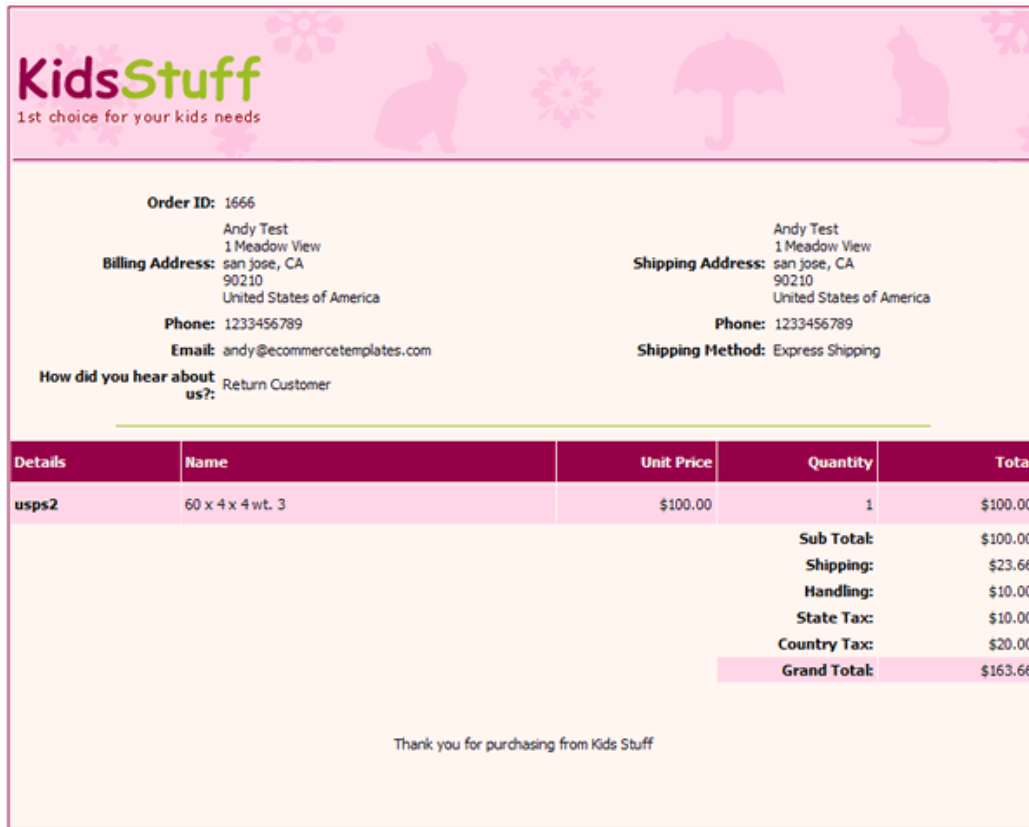 KidsStuff
1st choice for your kids needs
Order ID: 1666
Billing Address: Andy Test
1 Meadow View
san jose, CA
90210
United States of America
Shipping Address: Andy Test
1 Meadow View
san jose, CA
90210
United States of America
Phone: 1233456789 Phone: 1233456789
Email: andy@ecommercetemplates.com Shipping Method: Express Shipping
How did you hear about us?: Return Customer
Details Name Unit Price Quantity Total
usps2 60 x 4 x 4 wt. 3 $100.00 1 $100.00
Sub Total: $100.00
Shipping: $23.66
Handling: $10.00
State Tax: $10.00
Country Tax: $20.00
Grand Total: $163.66
Thank you for purchasing from Kids Stuff